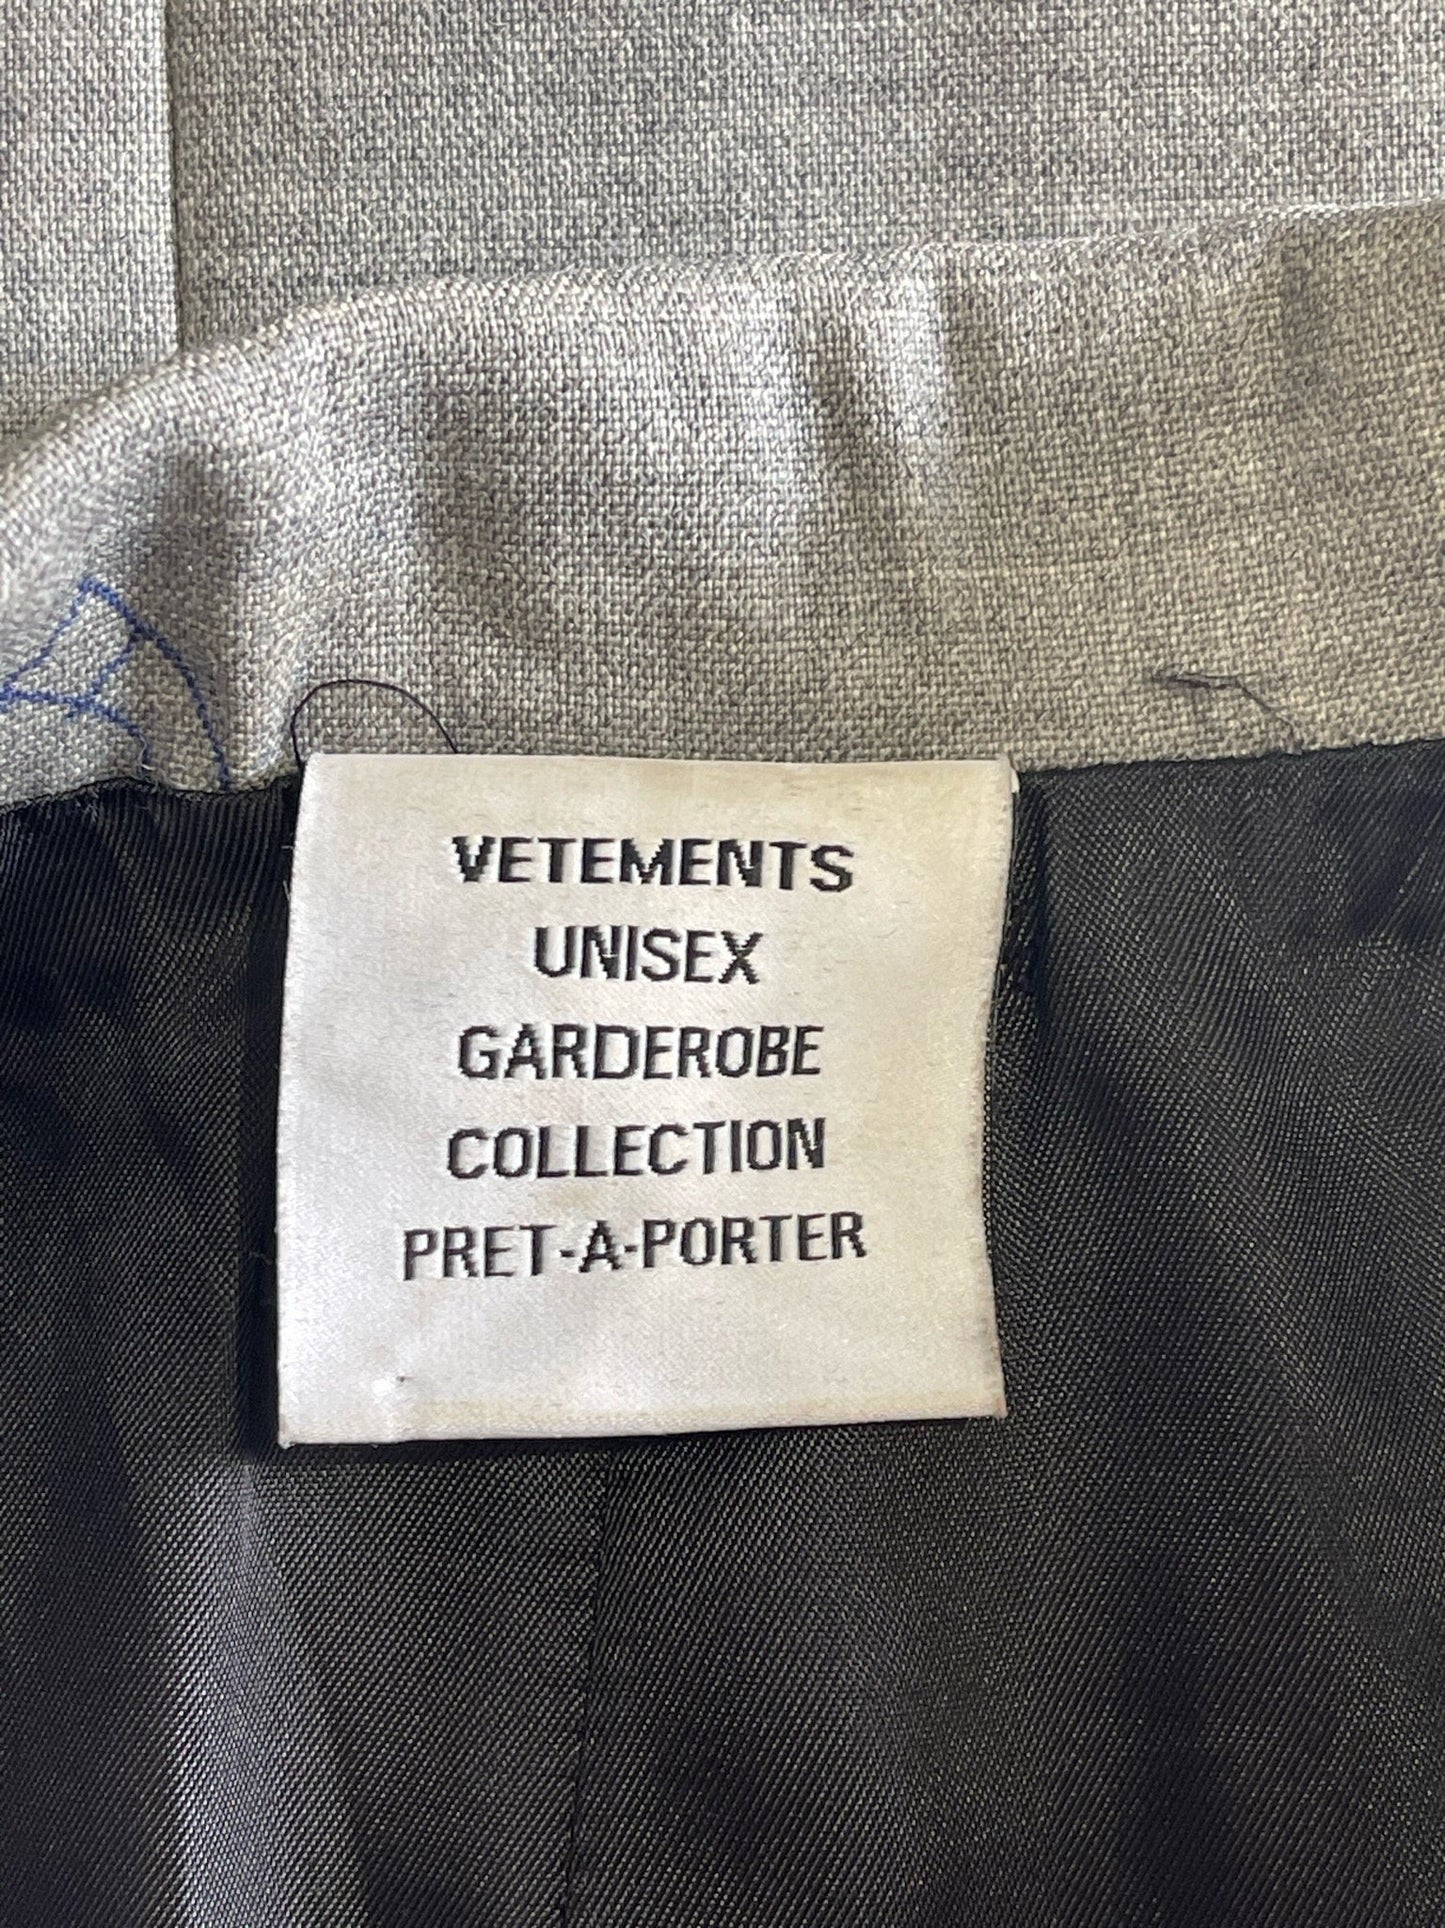 VETEMENTS
UNISEX
GARDEROBE
COLLECTION
PRET-A-PORTER